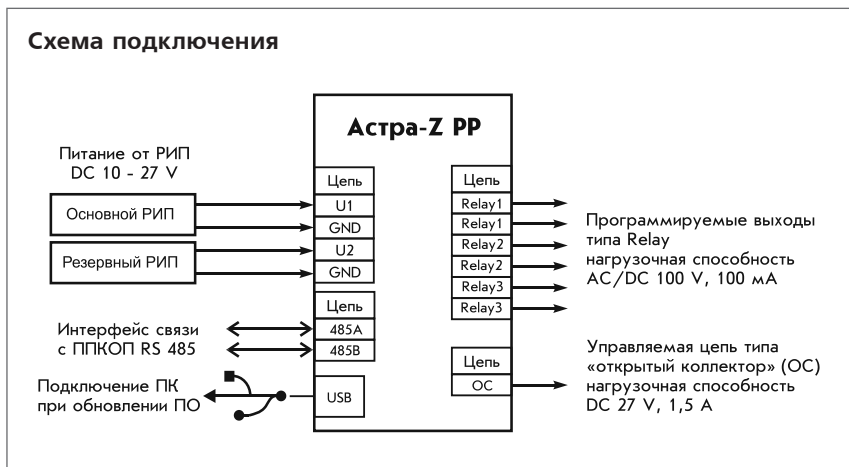 Схема подключения
Астра-Z РР
Питание от РИП
DC 10 - 27 V
Основной РИП
Резервный РИП
Цепь
U1
GND
U2
GND
Цепь
485A
485B
USB
Интерфейс связи
с ППКОП RS 485
Подключение ПК
при обновлении ПО
Цепь
Relay1
Relay1
Relay2
Relay2
Relay3
Relay3
Цепь
ОС
Программируемые выходы
типа Relay
нагрузочная способность
AC/DC 100 V, 100 мА
Управляемая цепь типа
«открытый коллектор» (ОС)
нагрузочная способность
DC 27 V, 1,5 А